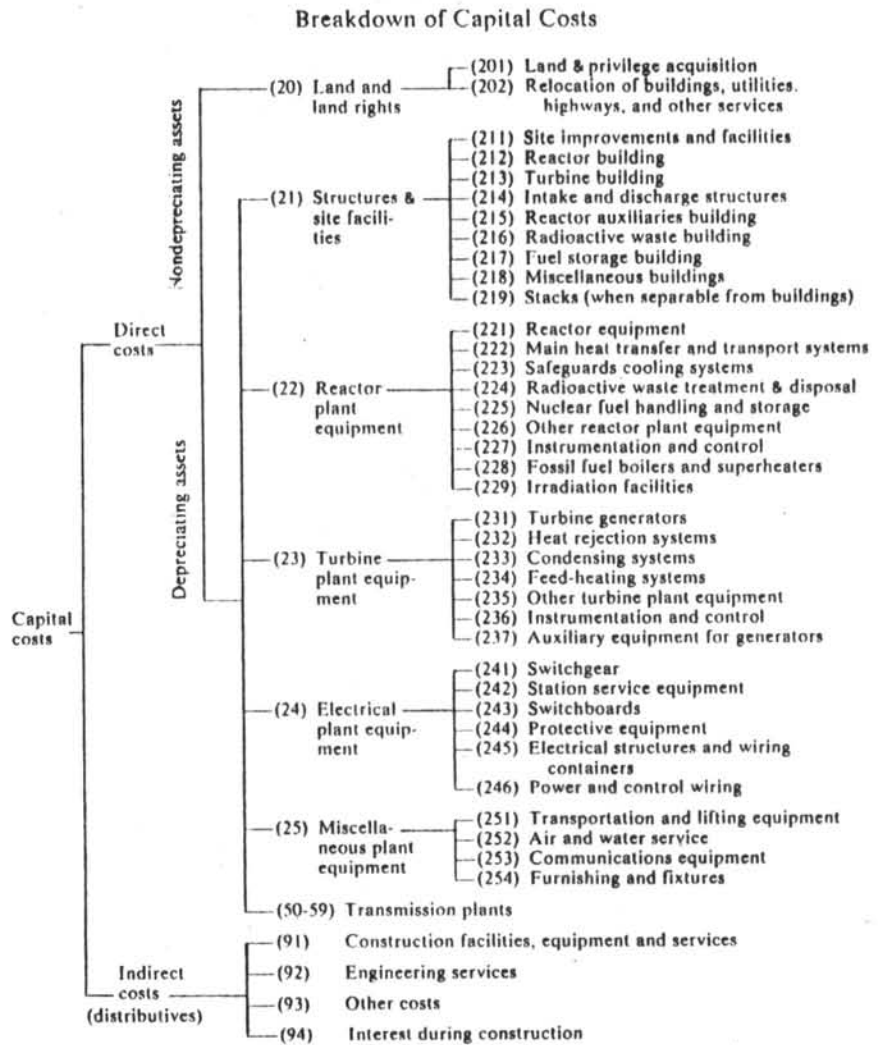 Breakdown of Capital Costs
Nondepreciating assets
(20) Land and
land rights
(201) Land & privilege acquisition
(202) Relocation of buildings, utilities.
highways, and other services
(21) Structures &
site facili-
ties
(211) Site improvements and facilities
(212) Reactor building
(213) Turbine building
(214) Intake and discharge structures
(215) Reactor auxiliaries building
(216) Radioactive waste building
(217) Fuel storage building
(218) Miscellaneous buildings
(219) Stacks (when separable from buildings)
Direct
costs
(22) Reactor
plant
equipment
(221) Reactor equipment
(222) Main heat transfer and transport systems
(223) Safeguards cooling systems
(224) Radioactive waste treatment & disposal
(225) Nuclear fuel handling and storage
(226) Other reactor plant equipment
(227) Instrumentation and control
(228) Fossil fuel boilers and superheaters
(229) Irradiation facilities
Depreciating assets
(23) Turbine
plant equip-
ment
(231) Turbine generators
(232) Heat rejection systems
(233) Condensing systems
(234) Feed-heating systems
(235) Other turbine plant equipment
(236) Instrumentation and control
(237) Auxiliary equipment for generators
Capital
costs
(24) Electrical
plant equip-
ment
(241) Switchgear
(242) Station service equipment
(243) Switchboards
(244) Protective equipment
(245) Electrical structures and wiring
containers
(246) Power and control wiring
(25) Miscella-
neous plant
equipment
(251) Transportation and lifting equipment
(252) Air and water service
(253) Communications equipment
(254) Furnishing and fixtures
(50-59) Transmission plants
Indirect
costs
(distributives)
(91) Construction facilities, equipment and services
(92) Engineering services
(93) Other costs
(94) Interest during construction